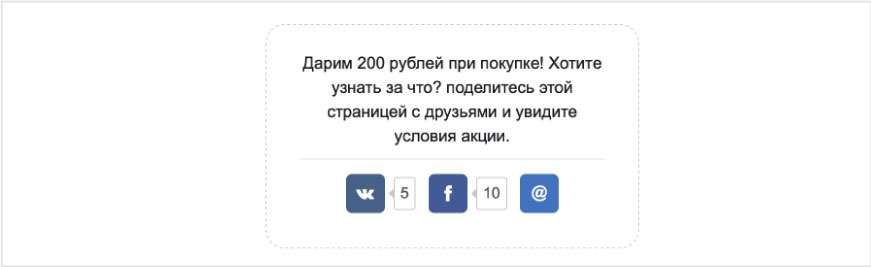 Дарим 200 рублей при покупке! Хотите
узнать за что? поделитесь этой
страницей с друзьями и увидите
условия акции.
5 10 @